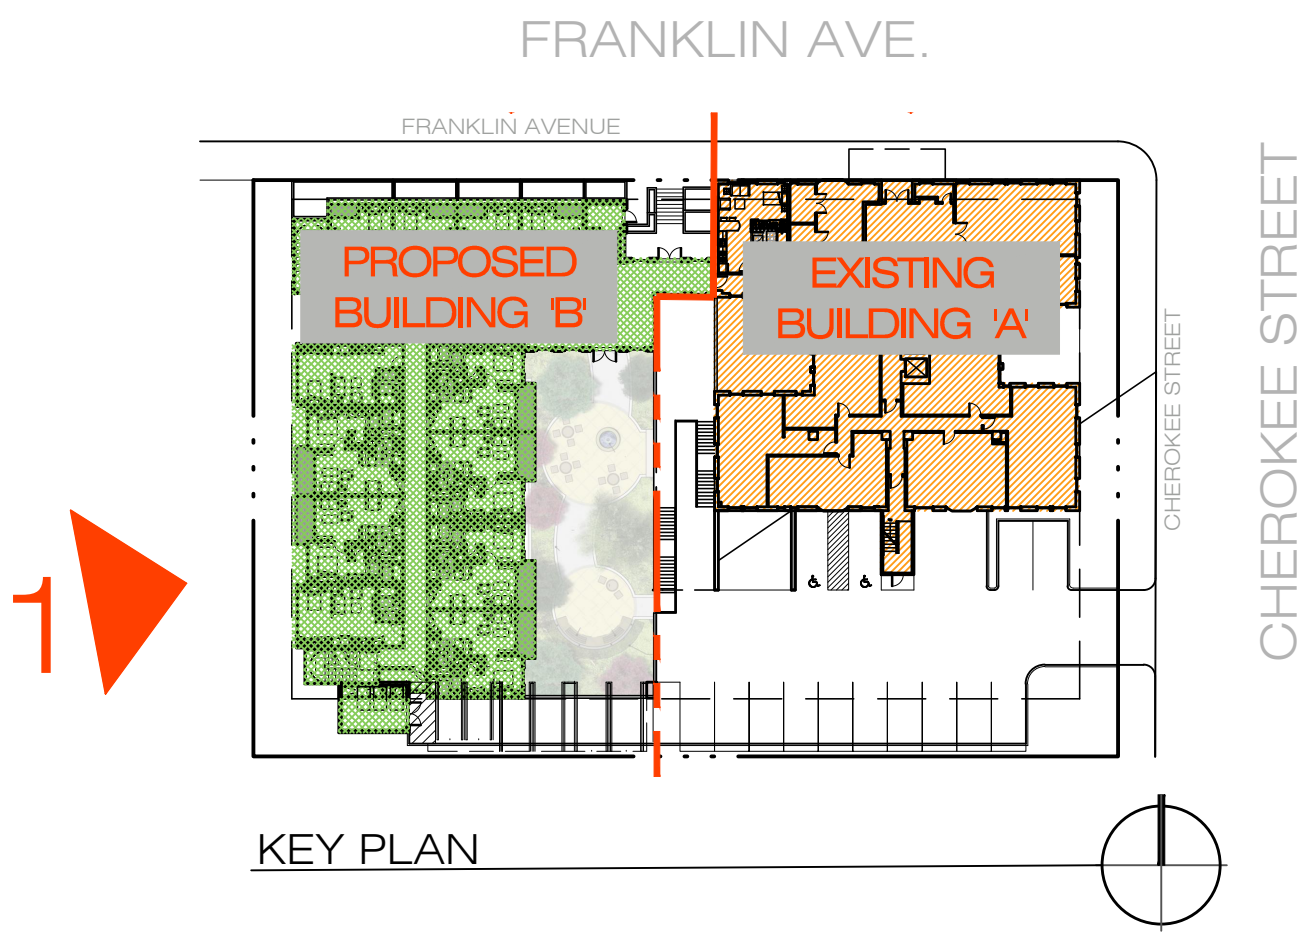 FRANKLIN AVE.
FRANKLIN AVENUE
PROPOSED
BUILDING 'B'
EXISTING
BUILDING 'A'
CHEROKEE STREET
CHEROKEE STREET
1
KEY PLAN